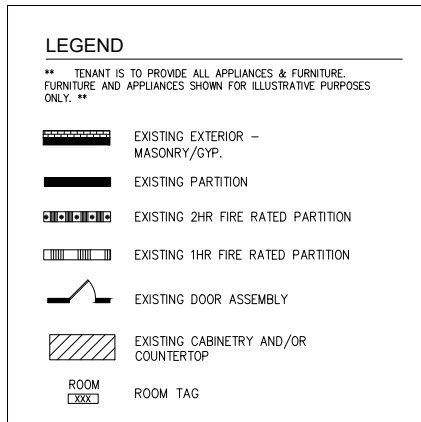 LEGEND
** TENANT IS TO PROVIDE ALL APPLIANCES & FURNITURE.
FURNITURE AND APPLIANCES SHOWN FOR ILLUSTRATIVE PURPOSES
ONLY. **
EXISTING EXTERIOR –
MASONRY/GYP.
EXISTING PARTITION
EXISTING 2HR FIRE RATED PARTITION
EXISTING 1HR FIRE RATED PARTITION
EXISTING DOOR ASSEMBLY
EXISTING CABINETRY AND/OR
COUNTERTOP
ROOM
XXX
ROOM TAG